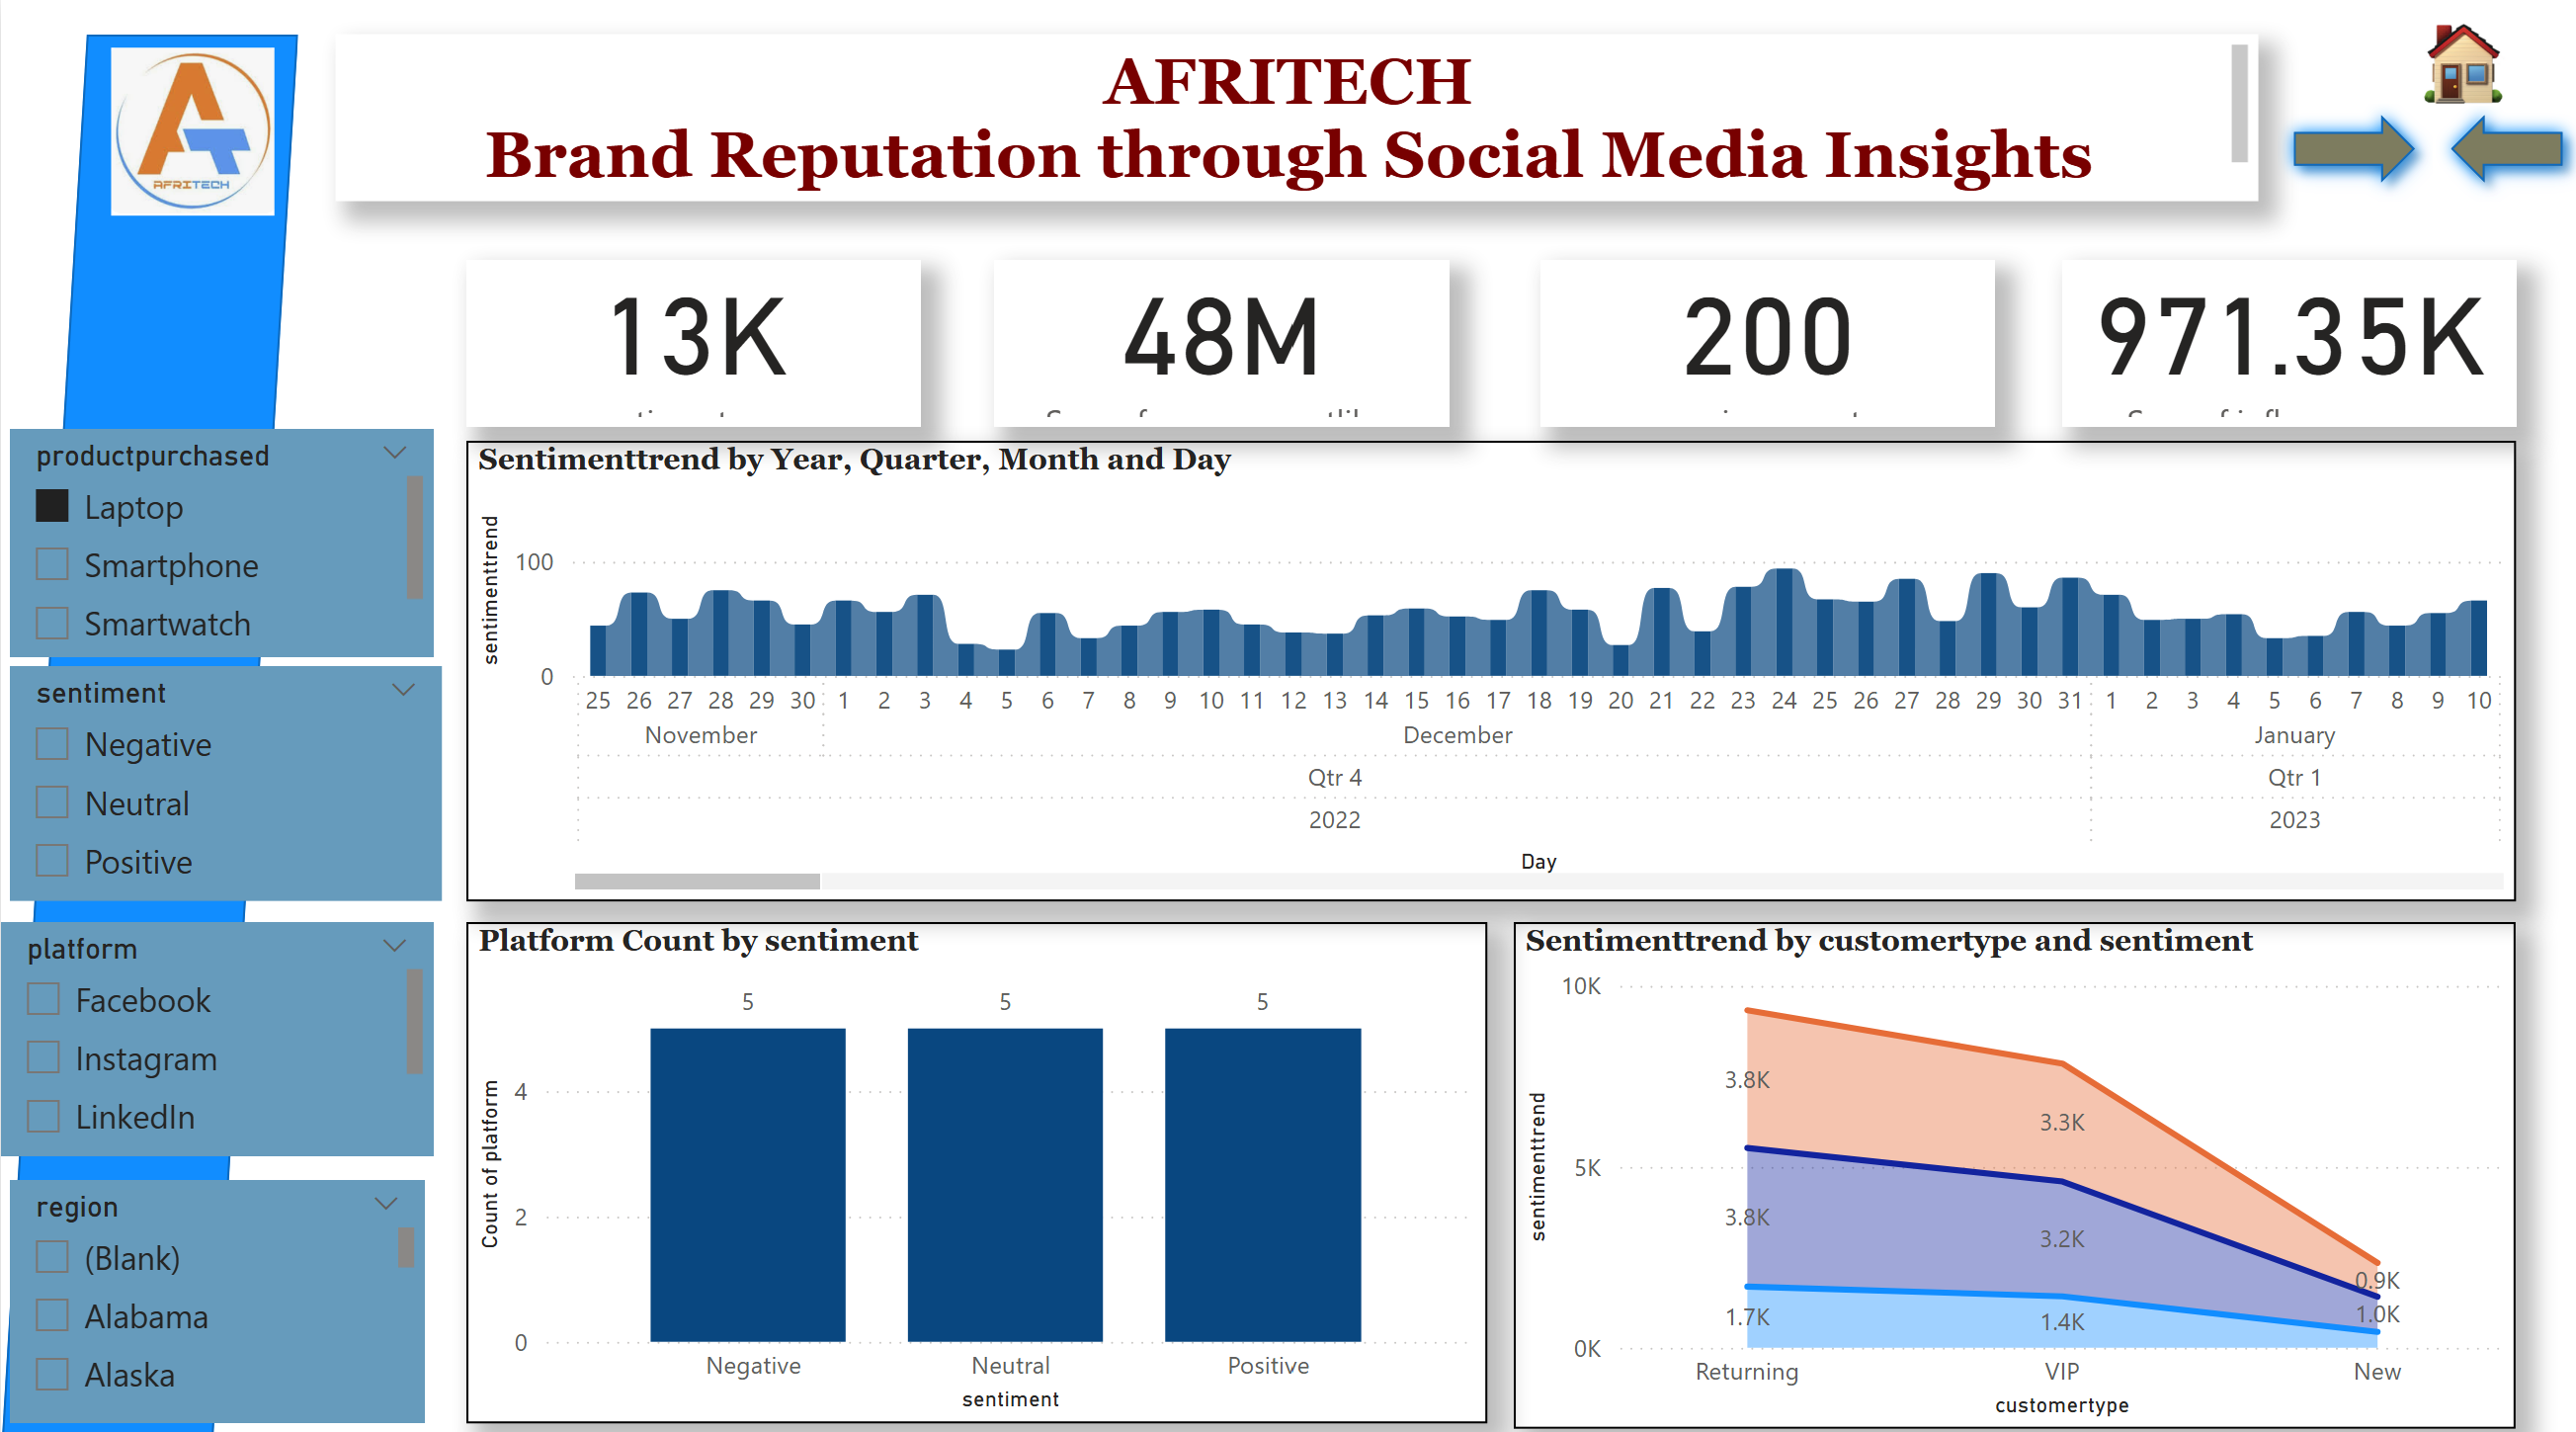 AFRITECH
AFRITECH
Brand Reputation through Social Media Insights
13K
48M
200
971.35K
productpurchased
Laptop
Smartphone
Smartwatch
sentiment
Negative
Neutral
Positive
platform
Facebook
Instagram
LinkedIn
region
(Blank)
Alabama
Alaska
Sentimenttrend by Year, Quarter, Month and Day
sentimenttrend
100
0
25 26 27 28 29 30 1 2 3 4 5 6 7 8 9 10 11 12 13 14 15 16 17 18 19 20 21 22 23 24 25 26 27 28 29 30 31 1 2 3 4 5 6 7 8 9 10
November December January
Qtr 4 Qtr 1
2022 2023
Day
Platform Count by sentiment
Count of platform
5 5 5
4
2
0
Negative Neutral Positive
sentiment
Sentimenttrend by customertype and sentiment
sentimenttrend
10K
5K
0K
3.8K
3.3K
0.9K
3.8K
3.2K
1.0K
1.7K
1.4K
Returning VIP New
customertype